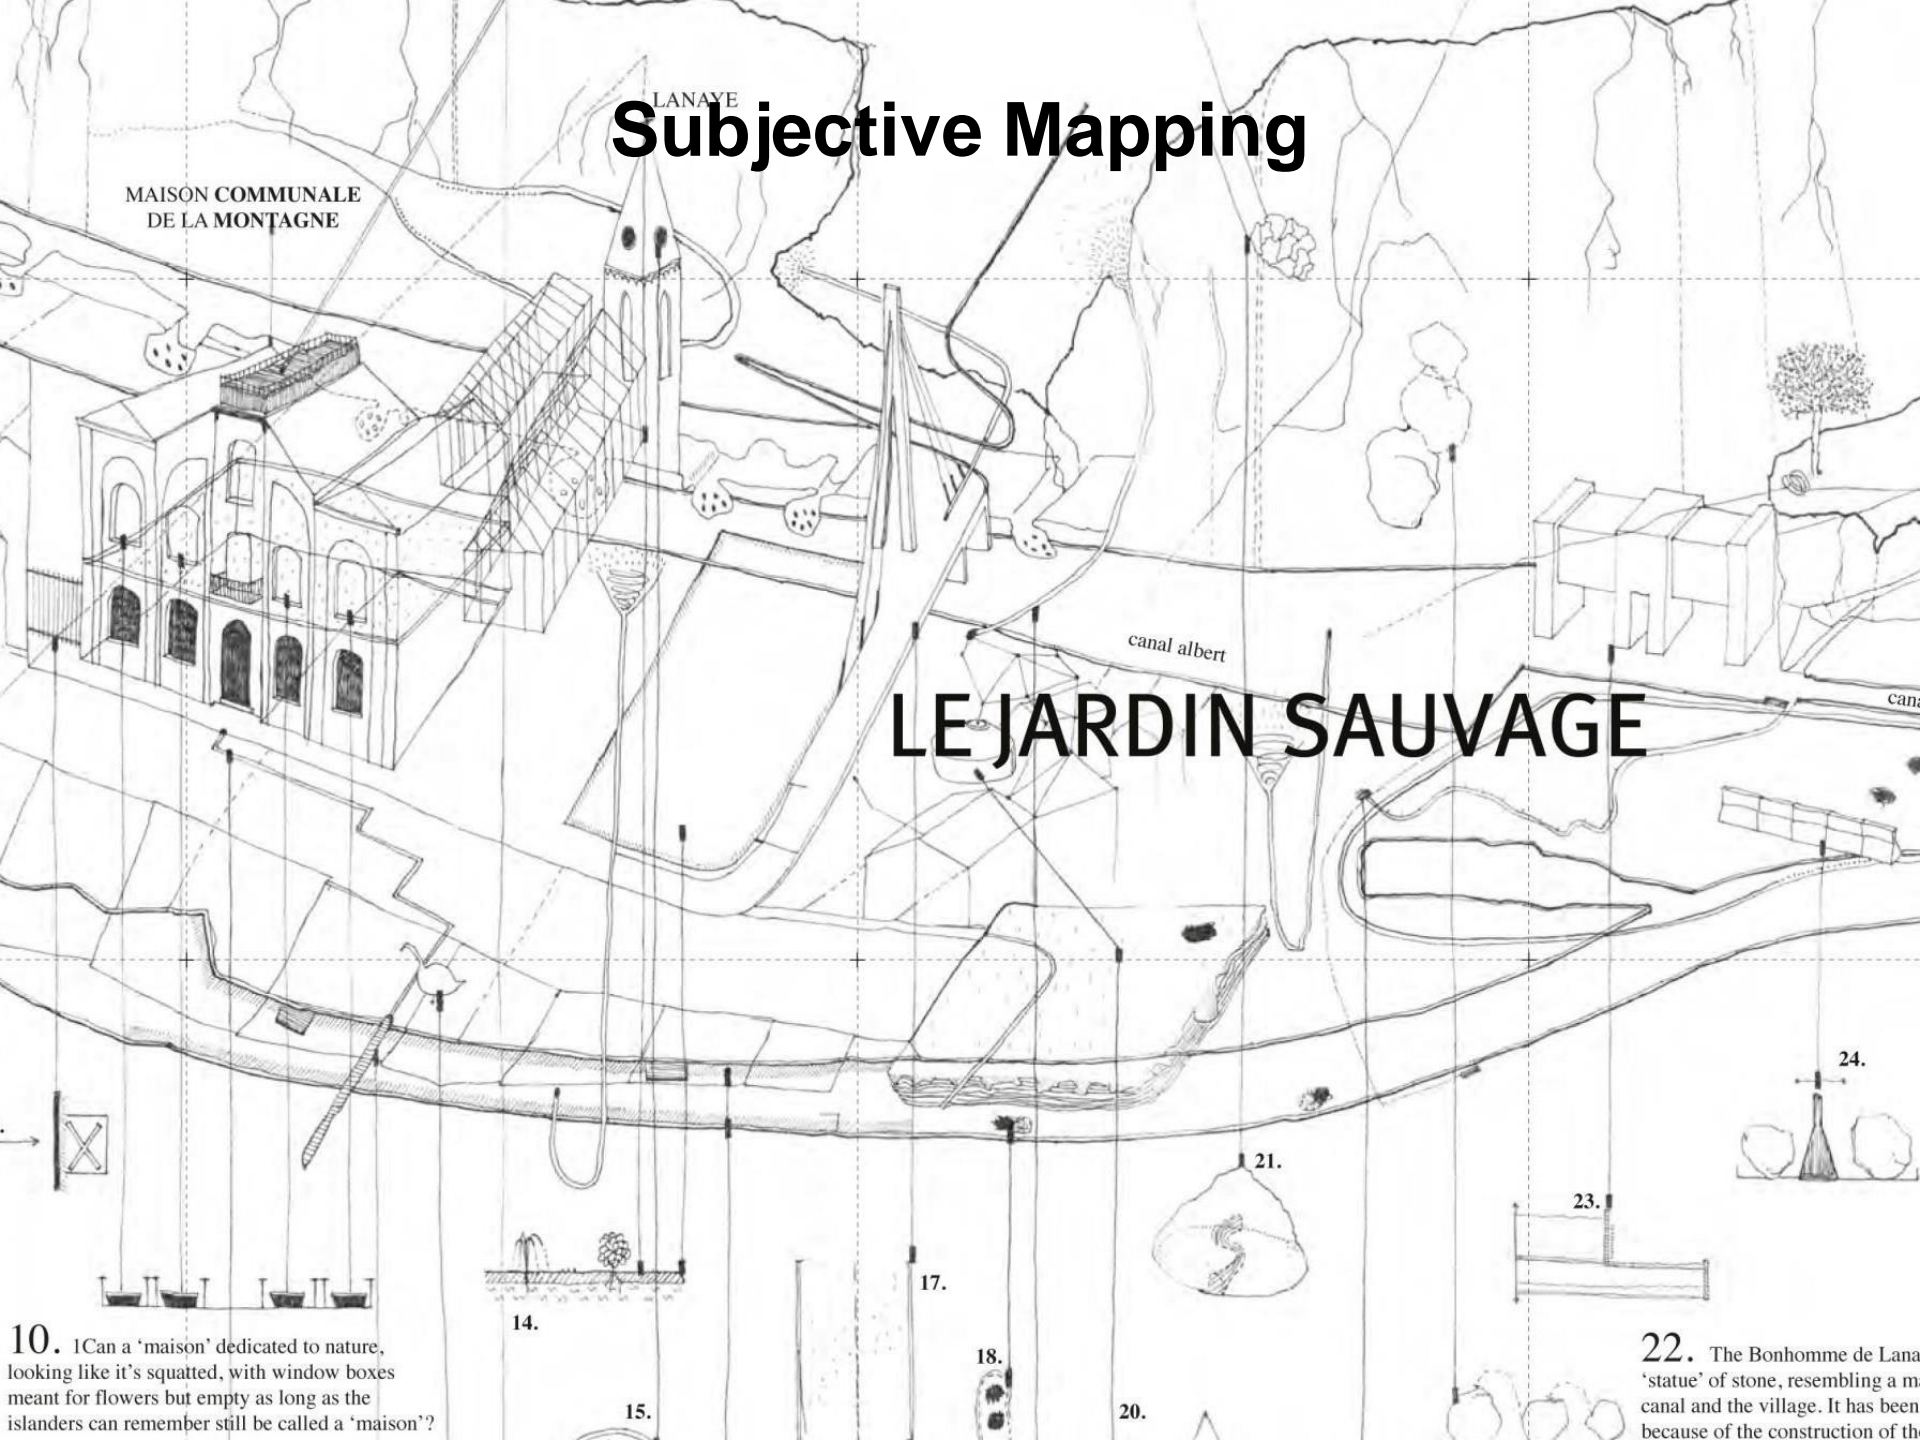 LANAYE
Subjective Mapping
MAISON COMMUNALE
DE LA MONTAGNE
canal albert
LE JARDIN SAUVAGE
cana
24.
21.
23.
17.
14.
18.
15.
20.
10. 1Can a ‘maison’ dedicated to nature,
looking like it’s squatted, with window boxes
meant for flowers but empty as long as the
islanders can remember still be called a ‘maison’?
22. The Bonhomme de Lana
‘statue’ of stone, resembling a ma
canal and the village. It has been
because of the construction of the